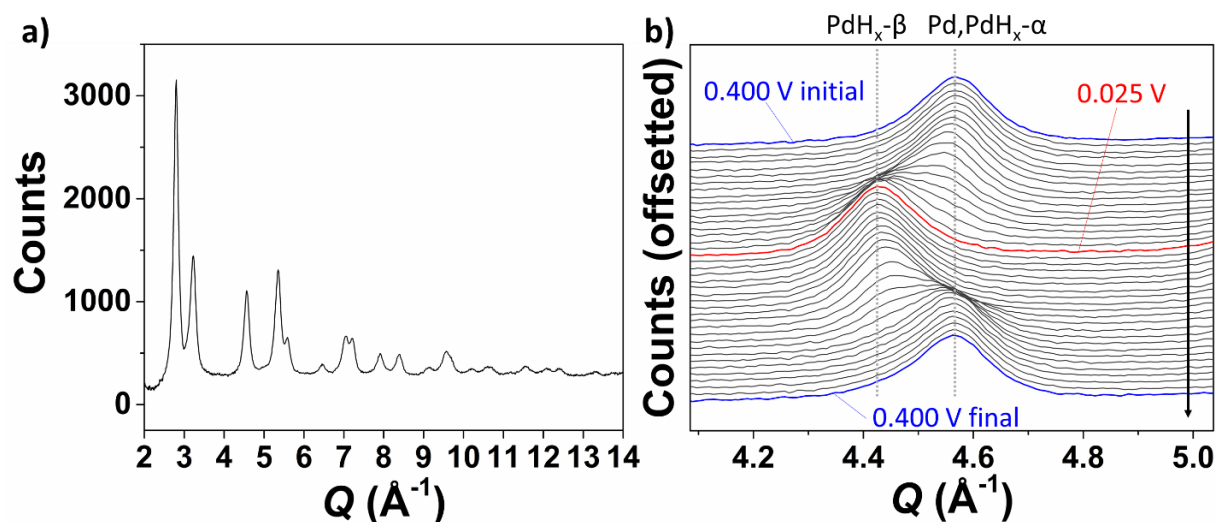 a)
Counts
3000
2000
1000
0
2 3 4 5 6 7 8 9 10 11 12 13 14
Q (Å⁻¹)
b)
PdHₓ-β Pd,PdHₓ-α
Counts (offsetted)
0.400 V initial
0.025 V
0.400 V final
4.2 4.4 4.6 4.8 5.0
Q (Å⁻¹)